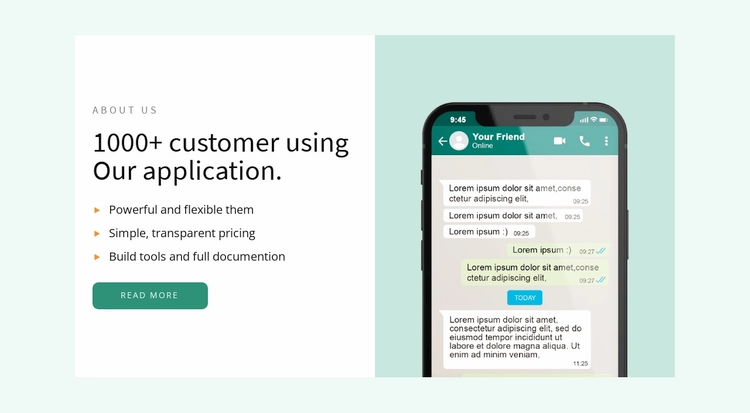 ABOUT US
1000+ customer using
Our application.
Powerful and flexible them
Simple, transparent pricing
Build tools and full documention
READ MORE
9:45
Your Friend
Online
Lorem ipsum dolor sit amet,conse
ctetur adipiscing elit,
09:25
Lorem ipsum dolor sit amet,
09:25
Lorem ipsum :)
09:25
Lorem ipsum :)
09:27
Lorem ipsum dolor sit amet,conse
ctetur adipiscing elit,
09:27
TODAY
Lorem ipsum dolor sit amet,
consectetur adipiscing elit, sed do
eiusmod tempor incididunt ut
labore et dolore magna aliqua. Ut
enim ad minim veniam,
11:25